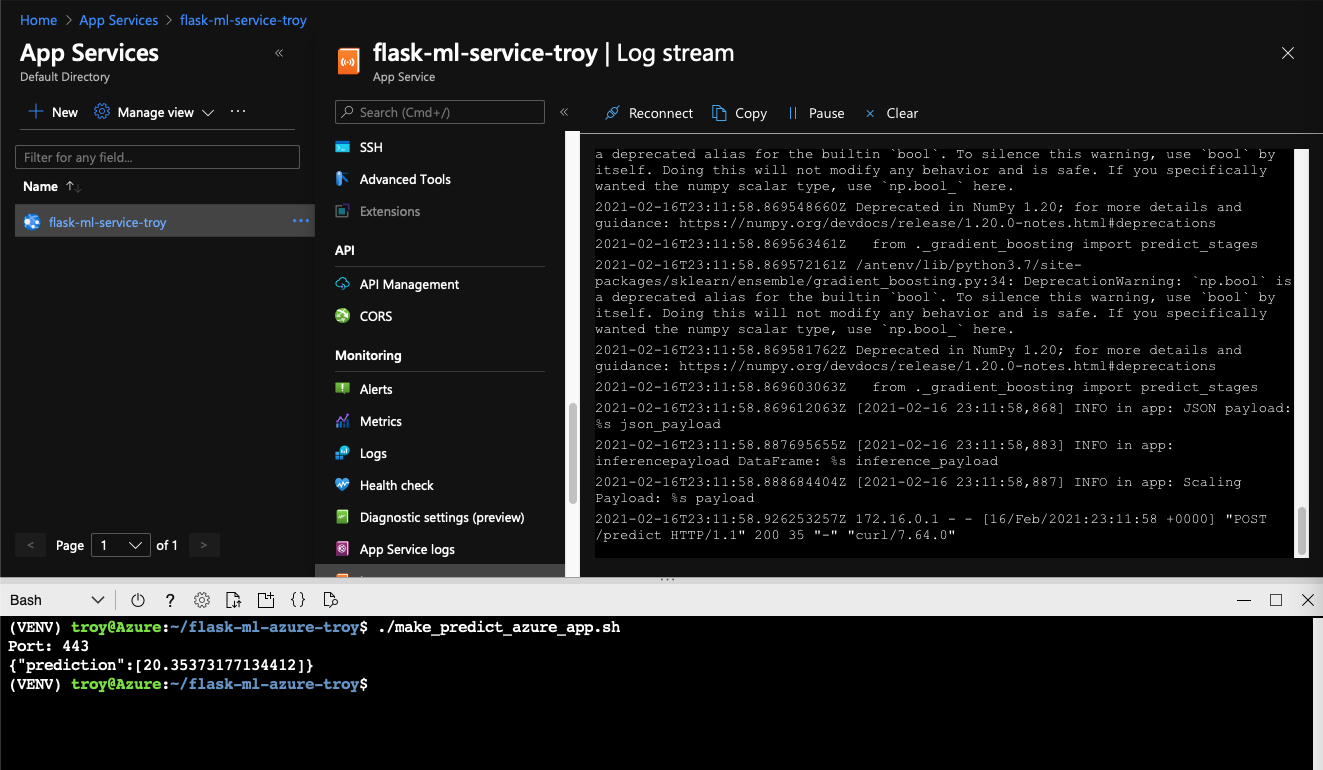 Home > App Services > flask-ml-service-troy
App Services
Default Directory
«
+ New
Manage view
···
Filter for any field...
Name ↑↓
flask-ml-service-troy
···
< Page 1 of 1 >
flask-ml-service-troy | Log stream
App Service
Search (Cmd+/)
«
SSH
Advanced Tools
Extensions
API
API Management
CORS
Monitoring
Alerts
Metrics
Logs
Health check
Diagnostic settings (preview)
App Service logs
Reconnect
Copy
Pause
Clear
a deprecated alias for the builtin `bool`. To silence this warning, use `bool` by
itself. Doing this will not modify any behavior and is safe. If you specifically
wanted the numpy scalar type, use `np.bool_` here.
2021-02-16T23:11:58.869548660Z Deprecated in NumPy 1.20; for more details and
guidance: https://numpy.org/devdocs/release/1.20.0-notes.html#deprecations
2021-02-16T23:11:58.869563461Z   from ._gradient_boosting import predict_stages
2021-02-16T23:11:58.869572161Z /antenv/lib/python3.7/site-
packages/sklearn/ensemble/gradient_boosting.py:34: DeprecationWarning: `np.bool` is
a deprecated alias for the builtin `bool`. To silence this warning, use `bool` by
itself. Doing this will not modify any behavior and is safe. If you specifically
wanted the numpy scalar type, use `np.bool_` here.
2021-02-16T23:11:58.869581762Z Deprecated in NumPy 1.20; for more details and
guidance: https://numpy.org/devdocs/release/1.20.0-notes.html#deprecations
2021-02-16T23:11:58.869603063Z   from ._gradient_boosting import predict_stages
2021-02-16T23:11:58.869612063Z [2021-02-16 23:11:58,868] INFO in app: JSON payload:
%s json_payload
2021-02-16T23:11:58.887695655Z [2021-02-16 23:11:58,883] INFO in app:
inferencepayload DataFrame: %s inference_payload
2021-02-16T23:11:58.888684404Z [2021-02-16 23:11:58,887] INFO in app: Scaling
Payload: %s payload
2021-02-16T23:11:58.926253257Z 172.16.0.1 - - [16/Feb/2021:23:11:58 +0000] "POST
/predict HTTP/1.1" 200 35 "-" "curl/7.64.0"
Bash
? {}
(VENV) troy@Azure:~/flask-ml-azure-troy$ ./make_predict_azure_app.sh
Port: 443
{"prediction":[20.35373177134412]}
(VENV) troy@Azure:~/flask-ml-azure-troy$